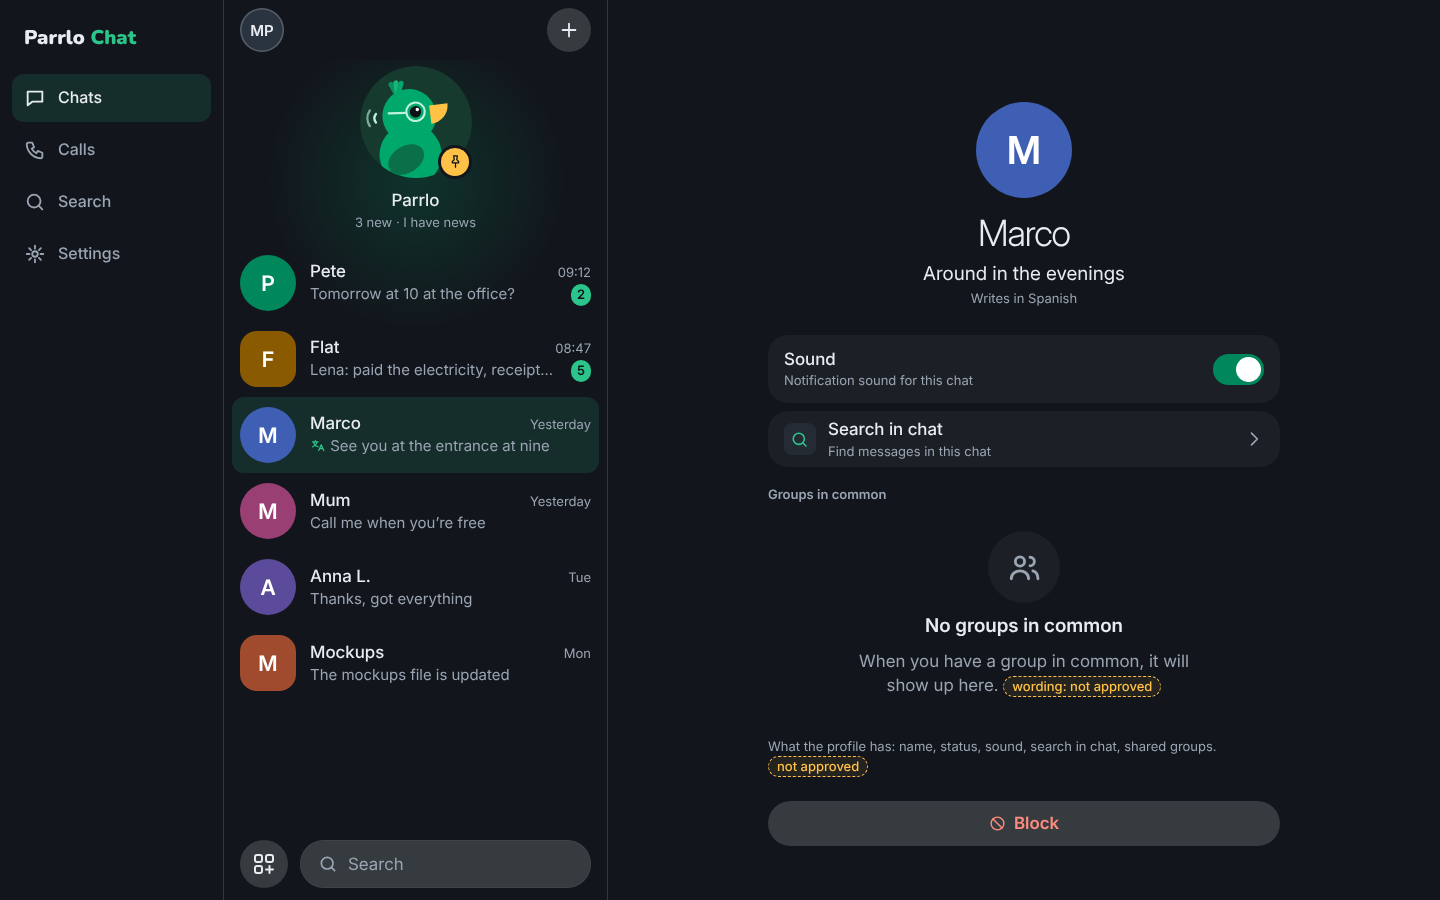 Parrlo Chat
Chats
Calls
Search
Settings
MP
Parrlo
3 new · I have news
P
Pete
09:12
Tomorrow at 10 at the office?
2
F
Flat
08:47
Lena: paid the electricity, receipt...
5
M
Marco
Yesterday
See you at the entrance at nine
M
Mum
Yesterday
Call me when you’re free
A
Anna L.
Tue
Thanks, got everything
M
Mockups
Mon
The mockups file is updated
Search
M
Marco
Around in the evenings
Writes in Spanish
Sound
Notification sound for this chat
Search in chat
Find messages in this chat
Groups in common
No groups in common
When you have a group in common, it will
show up here. wording: not approved
What the profile has: name, status, sound, search in chat, shared groups.
not approved
Block